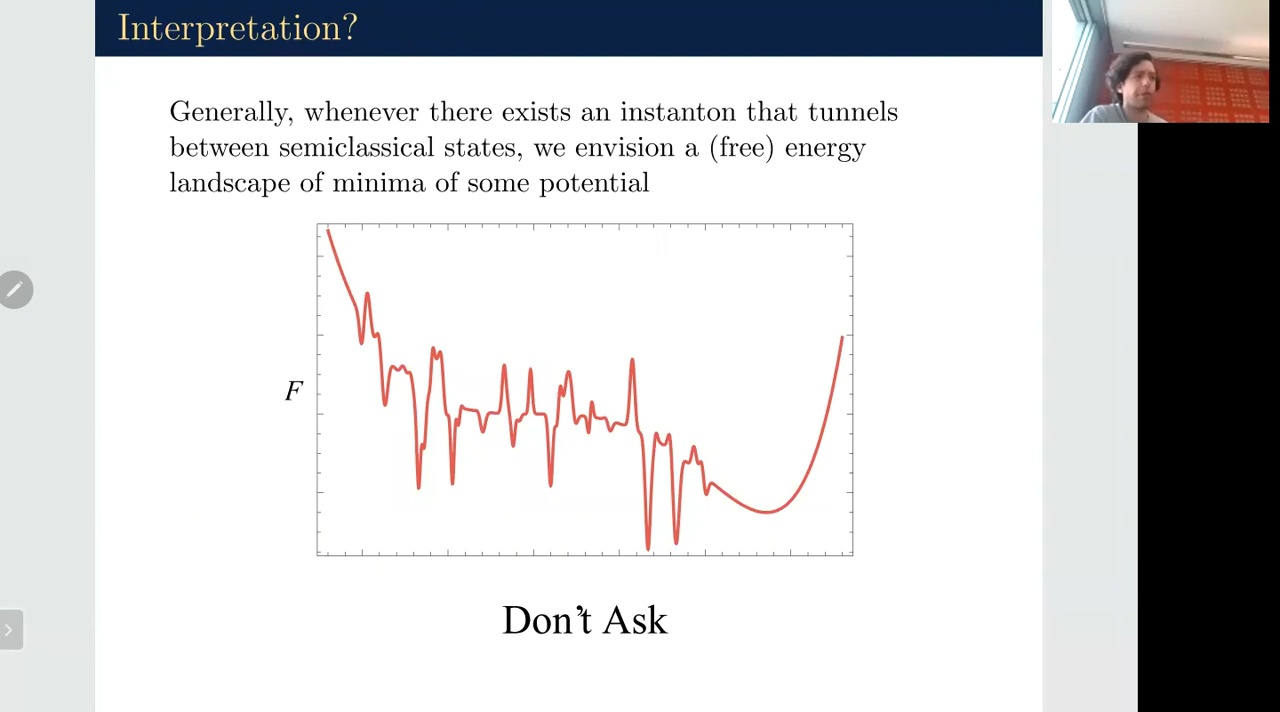 Interpretation?
Generally, whenever there exists an instanton that tunnels
between semiclassical states, we envision a (free) energy
landscape of minima of some potential
F
Don't Ask